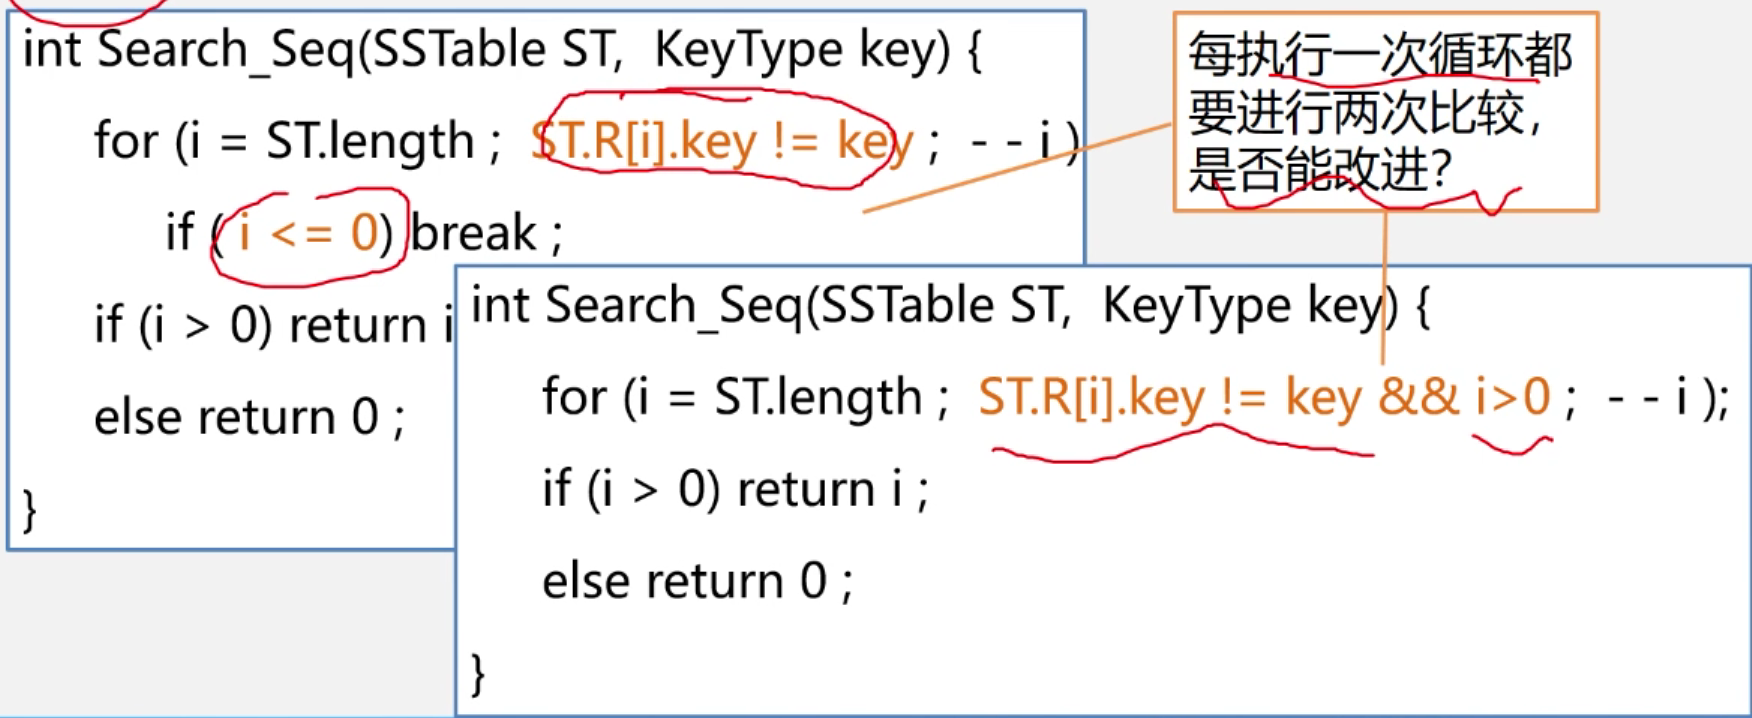 int Search_Seq(SSTable ST,  KeyType key) {
for (i = ST.length ;  ST.R[i].key != key ;  - - i )
if ( i <= 0) break ;
if (i > 0) return i
else return 0 ;
}
每执行一次循环都
要进行两次比较，
是否能改进？
int Search_Seq(SSTable ST,  KeyType key) {
for (i = ST.length ;  ST.R[i].key != key && i>0 ;  - - i );
if (i > 0) return i ;
else return 0 ;
}